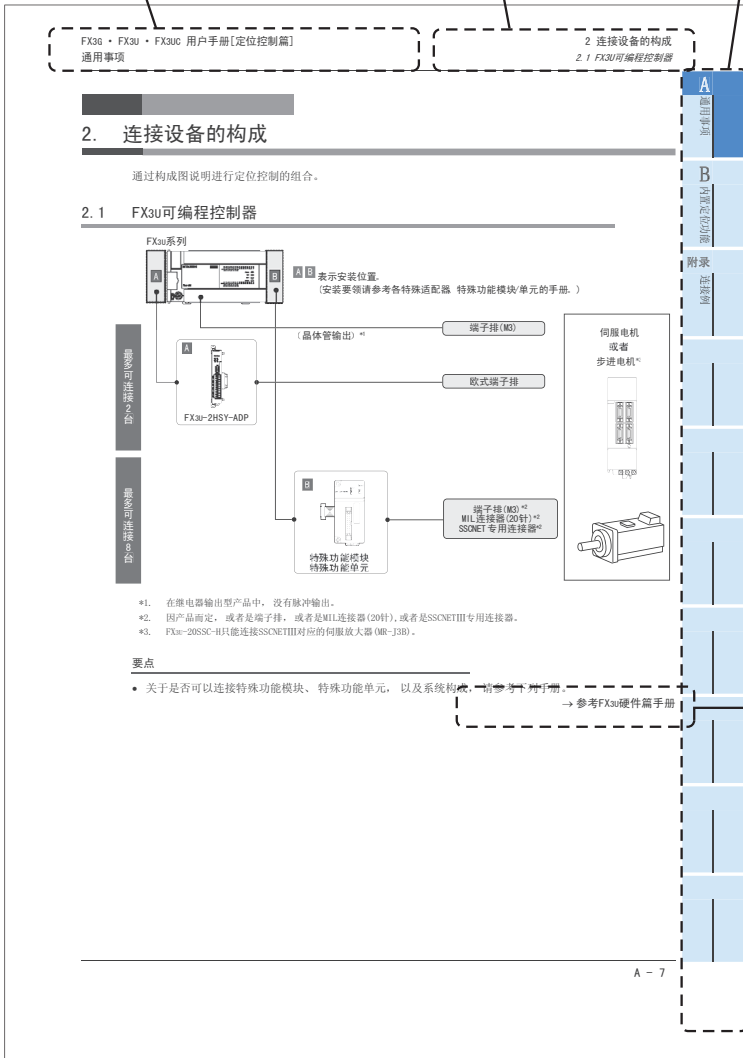 FX3G · FX3U · FX3UC 用户手册[定位控制篇]
通用事项
2 连接设备的构成
2.1 FX3U可编程控制器
A
通用事项
B
内置定位功能
附录
连接例
2. 连接设备的构成
通过构成图说明进行定位控制的组合。
2.1 FX3U可编程控制器
FX3U系列
A
B
A B 表示安装位置.
(安装要领请参考各特殊适配器 特殊功能模块/单元的手册. )
(晶体管输出) *1
端子排(M3)
最多可连接2台
A
FX3U-2HSY-ADP
欧式端子排
伺服电机
或者
步进电机*3
最多可连接8台
B
特殊功能模块
特殊功能单元
端子排(M3)*2
MIL连接器(20针)*2
SSCNET专用连接器*2
*1. 在继电器输出型产品中, 没有脉冲输出。
*2. 因产品而定, 或者是端子排, 或者是MIL连接器(20针),或者是SSCNETⅢ专用连接器。
*3. FX3U-20SSC-H只能连接SSCNETⅢ对应的伺服放大器(MR-J3B)。
要点
• 关于是否可以连接特殊功能模块、特殊功能单元, 以及系统构成, 请参考下列手册。
→ 参考FX3U硬件篇手册
A - 7